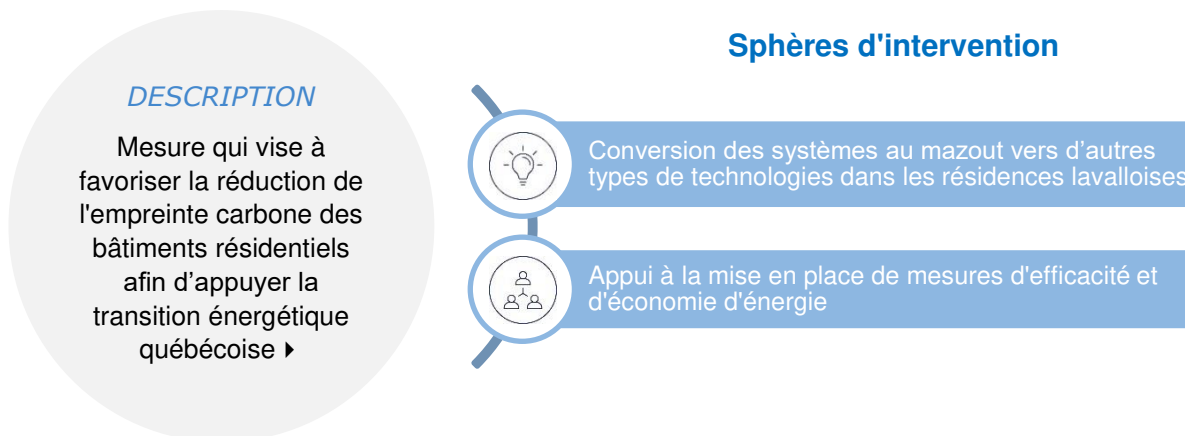 DESCRIPTION
Mesure qui vise à
favoriser la réduction de
l'empreinte carbone des
bâtiments résidentiels
afin d’appuyer la
transition énergétique
québécoise
Sphères d'intervention
Conversion des systèmes au mazout vers d’autres
types de technologies dans les résidences lavalloises
Appui à la mise en place de mesures d'efficacité et
d'économie d'énergie